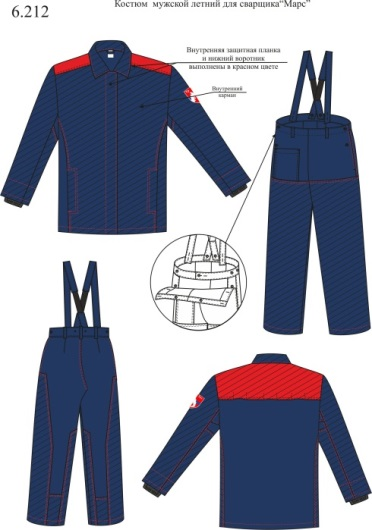 6.212
Костюм мужской летний для сварщика"Марс"
Внутренняя защитная планка
и нижний воротник
выполнены в красном цвете
Внутренний
карман